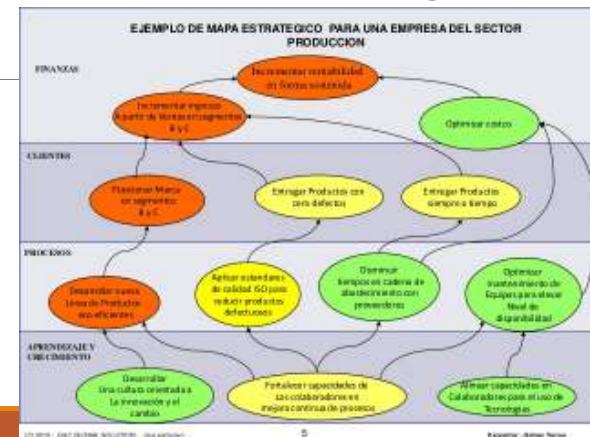 EJEMPLO DE MAPA ESTRATEGICO PARA UNA EMPRESA DEL SECTOR
PRODUCCION
FINANZAS
Incrementar rentabilidad
en forma sostenida
Incrementar ingresos
A partir de Ventas en segmentos
B y C
Optimizar costos
CLIENTES
Posicionar Marca
en segmentos
B y C
Entregar Productos con
cero defectos
Entregar Productos
siempre a tiempo
PROCESOS
Desarrollar nueva
Línea de Productos
eco eficientes
Aplicar estandares
de calidad ISO para
reducir productos
defectuosos
Disminuir
tiempos en cadena de
abastecimiento con
proveedores
Optimizar
mantenimiento de
Equipos para elevar
Nivel de
disponibilidad
APRENDIZAJE Y
CRECIMIENTO
Desarrollar
Una cultura orientada a
La innovación y el
cambio
Fortalecer capacidades de
Los colaboradores en
mejora continua de procesos
Alinear capacidades en
Colaboradores para el uso de
Tecnologías
5
Expositor: